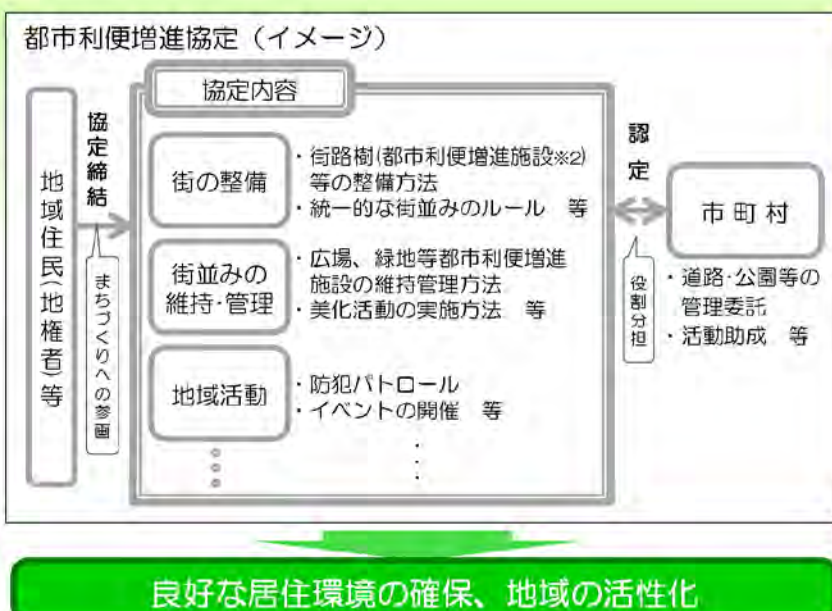 都市利便増進協定（イメージ）
地域住民(地権者)等
協定締結
まちづくりへの参画
協定内容
街の整備
・街路樹(都市利便増進施設※2)
等の整備方法
・統一的な街並みのルール　等
街並みの
維持・管理
・広場、緑地等都市利便増進
施設の維持管理方法
・美化活動の実施方法　等
地域活動
・防犯パトロール
・イベントの開催　等
認定
役割分担
市町村
・道路・公園等の
管理委託
・活動助成　等
良好な居住環境の確保、地域の活性化